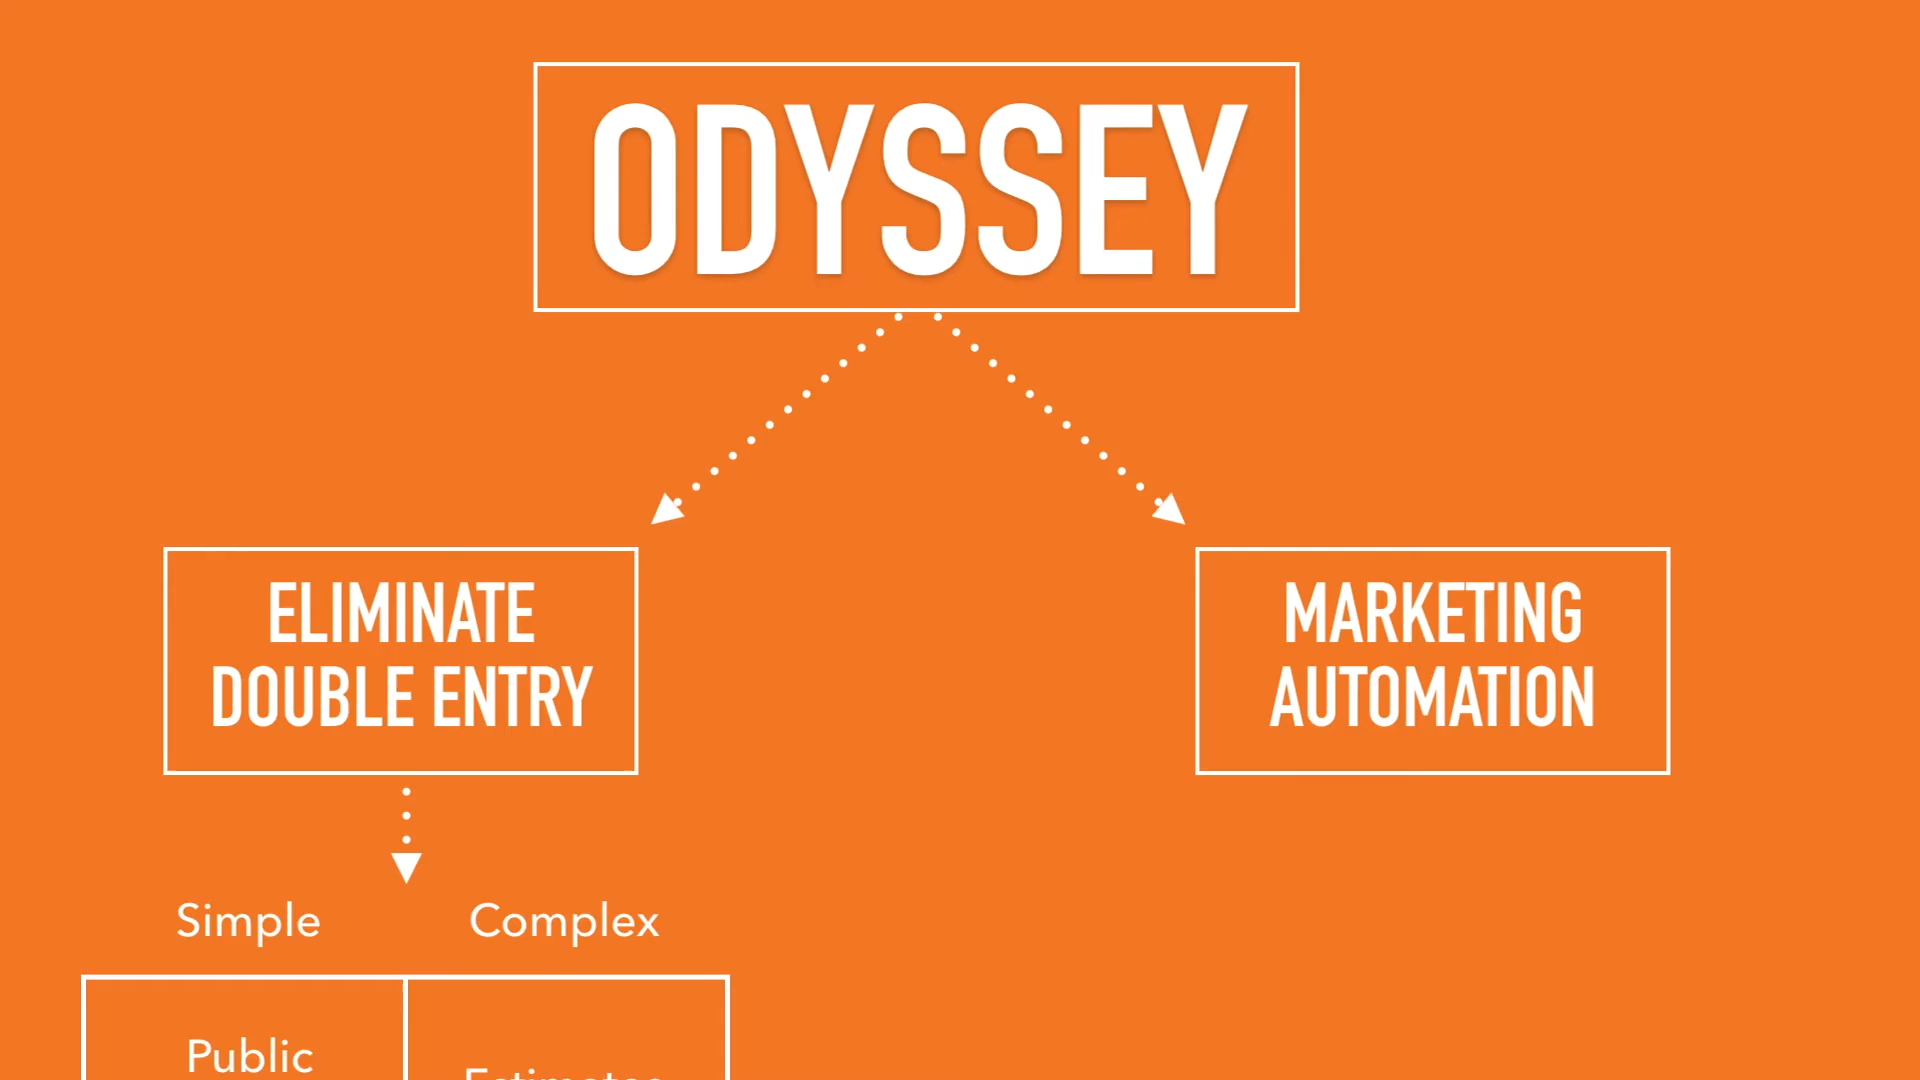 ODYSSEY
ELIMINATE
DOUBLE ENTRY
MARKETING
AUTOMATION
Simple
Complex
Public